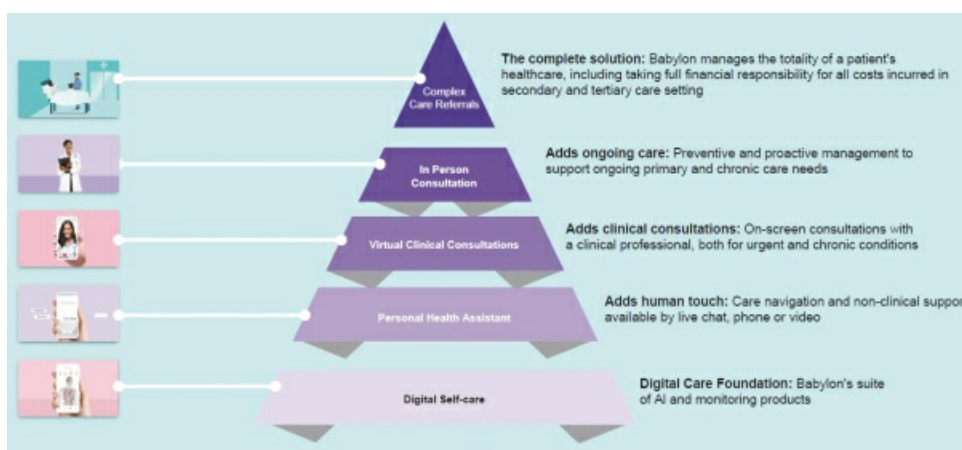 The complete solution: Babylon manages the totality of a patient's
healthcare, including taking full financial responsibility for all costs incurred in
secondary and tertiary care setting
Complex
Care Referrals
Adds ongoing care: Preventive and proactive management to
support ongoing primary and chronic care needs
In Person
Consultation
Adds clinical consultations: On-screen consultations with
a clinical professional, both for urgent and chronic conditions
Virtual Clinical Consultations
Adds human touch: Care navigation and non-clinical suppor
available by live chat, phone or video
Personal Health Assistant
Digital Care Foundation: Babylon's suite
of AI and monitoring products
Digital Self-care